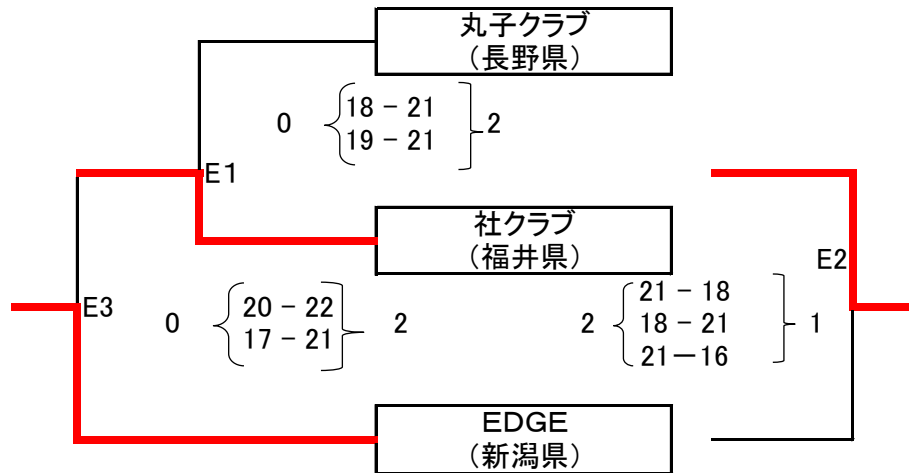 丸子クラブ
（長野県）
0 18 − 21 2
19 − 21
E1
社クラブ
（福井県）
E2
E3
0 20 − 22 2
17 − 21
2 21 − 18 1
18 − 21
21－16
EDGE
（新潟県）